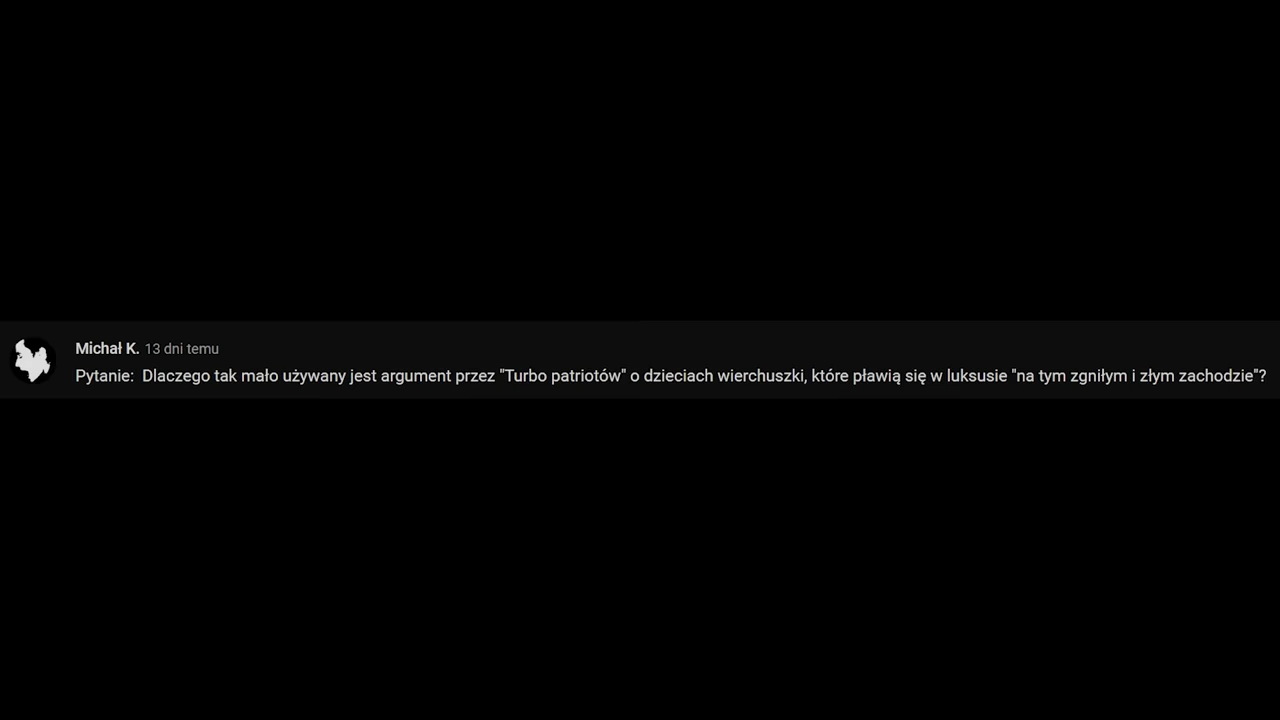 Michał K. 13 dni temu
Pytanie: Dlaczego tak mało używany jest argument przez "Turbo patriotów" o dzieciach wierchuszki, które pławią się w luksusie "na tym zgniłym i złym zachodzie"?